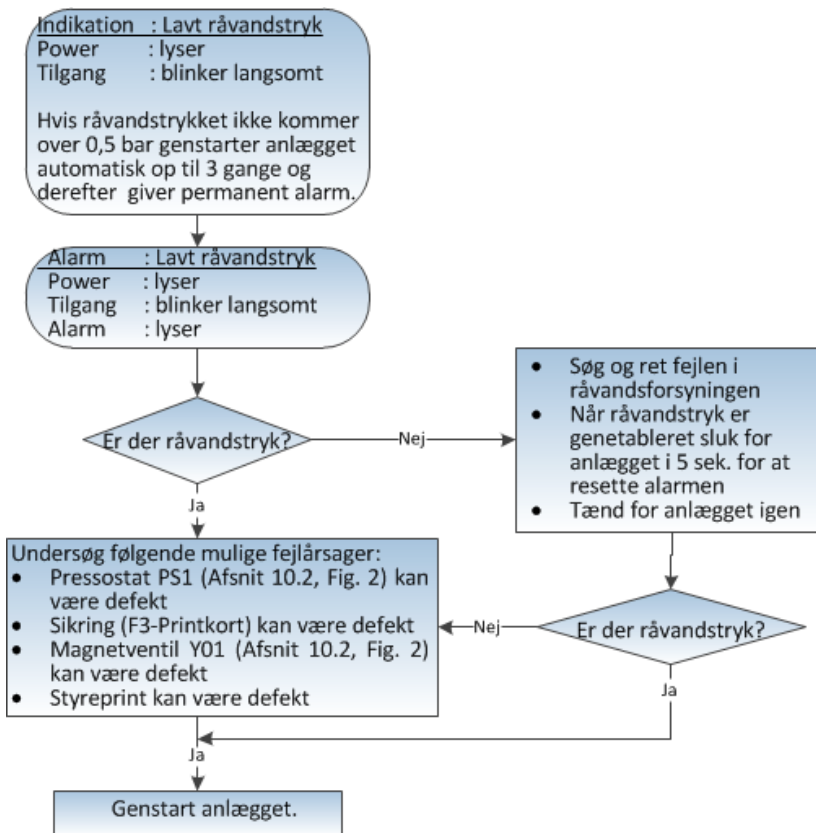 Indikation : Lavt råvandstryk
Power : lyser
Tilgang : blinker langsomt
Hvis råvandstrykket ikke kommer
over 0,5 bar genstarter anlægget
automatisk op til 3 gange og
derefter giver permanent alarm.
Alarm : Lavt råvandstryk
Power : lyser
Tilgang : blinker langsomt
Alarm : lyser
Er der råvandstryk?
Nej
• Søg og ret fejlen i
råvandsforsyningen
• Når råvandstryk er
genetableret sluk for
anlægget i 5 sek. for at
resette alarmen
• Tænd for anlægget igen
Ja
Undersøg følgende mulige fejlårsager:
• Pressostat PS1 (Afsnit 10.2, Fig. 2) kan
være defekt
• Sikring (F3-Printkort) kan være defekt
• Magnetventil Y01 (Afsnit 10.2, Fig. 2)
kan være defekt
• Styreprint kan være defekt
Nej
Er der råvandstryk?
Ja
Ja
Genstart anlægget.